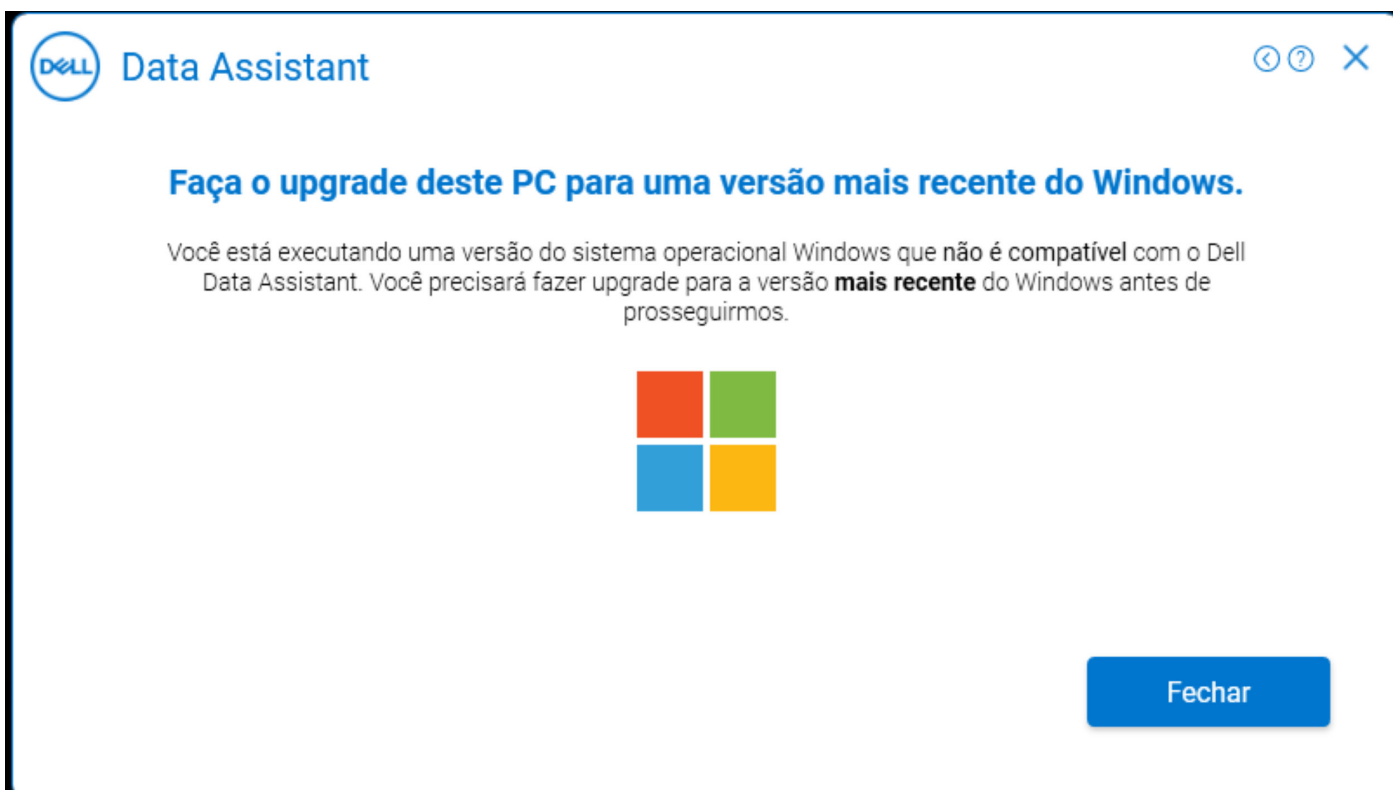 DELL Data Assistant
Faça o upgrade deste PC para uma versão mais recente do Windows.
Você está executando uma versão do sistema operacional Windows que não é compatível com o Dell
Data Assistant. Você precisará fazer upgrade para a versão mais recente do Windows antes de
prosseguirmos.
Fechar